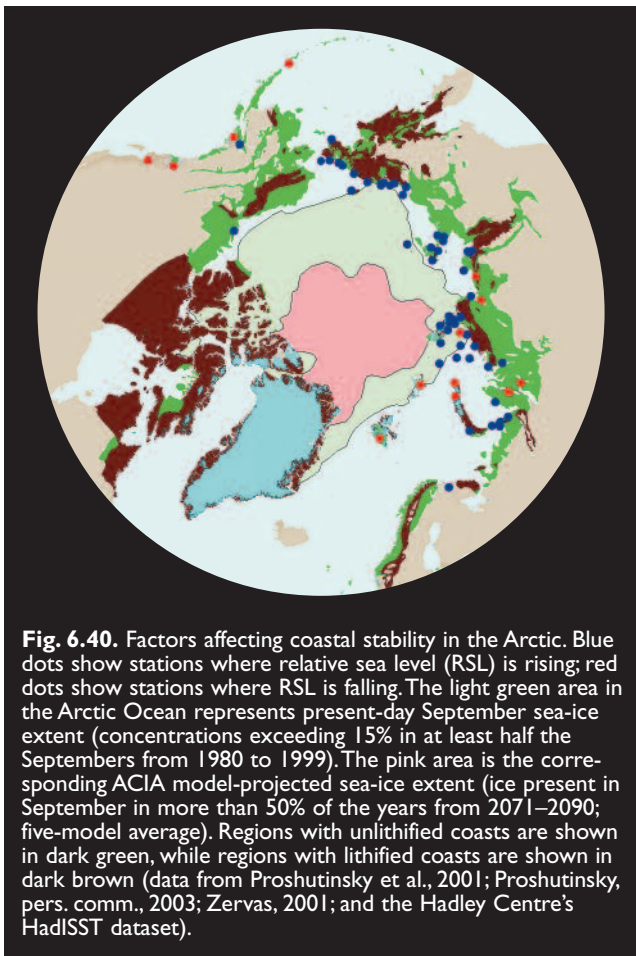 Fig. 6.40. Factors affecting coastal stability in the Arctic. Blue
dots show stations where relative sea level (RSL) is rising; red
dots show stations where RSL is falling. The light green area in
the Arctic Ocean represents present-day September sea-ice
extent (concentrations exceeding 15% in at least half the
Septembers from 1980 to 1999). The pink area is the corre-
sponding ACIA model-projected sea-ice extent (ice present in
September in more than 50% of the years from 2071–2090;
five-model average). Regions with unlithified coasts are shown
in dark green, while regions with lithified coasts are shown in
dark brown (data from Proshutinsky et al., 2001; Proshutinsky,
pers. comm., 2003; Zervas, 2001; and the Hadley Centre’s
HadISST dataset).